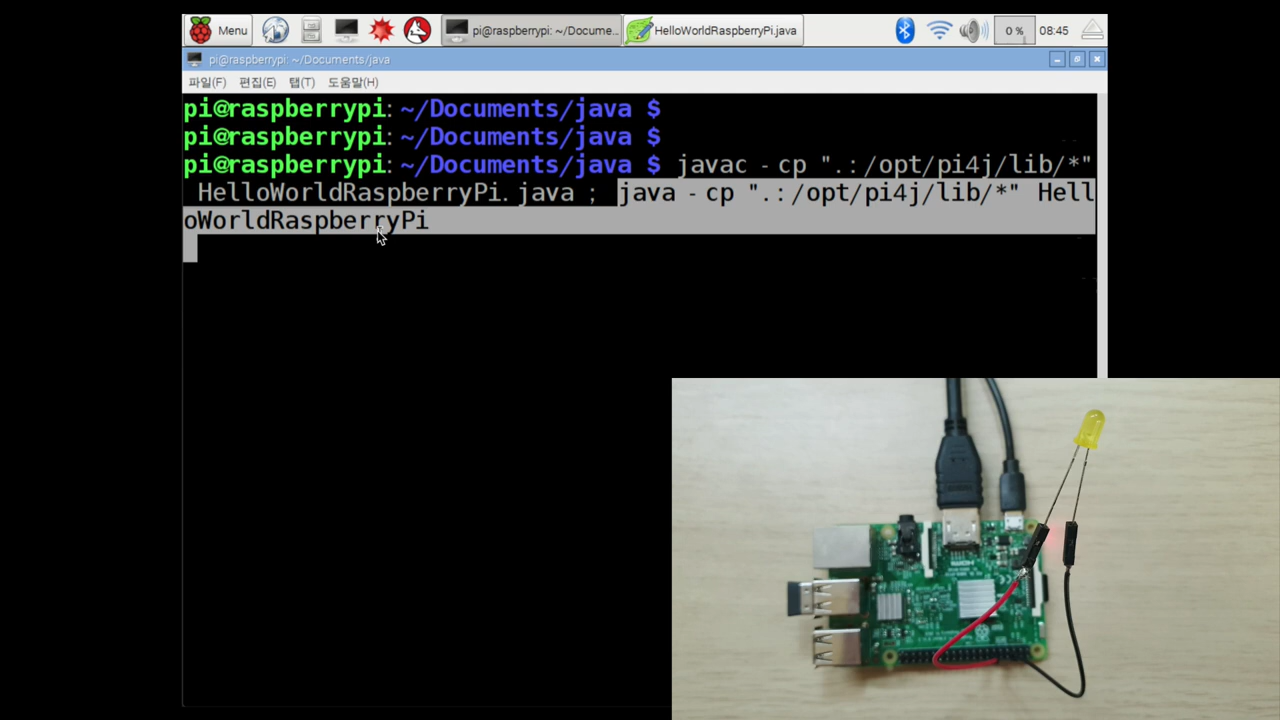 Menu
pi@raspberrypi: ~/Docume...
HelloWorldRaspberryPi.java
0 %
08:45
pi@raspberrypi: ~/Documents/java
파일(F) 편집(E) 탭(T) 도움말(H)
pi@raspberrypi: ~/Documents/java $
pi@raspberrypi: ~/Documents/java $
pi@raspberrypi: ~/Documents/java $ javac -cp ".:/opt/pi4j/lib/*"
HelloWorldRaspberryPi.java ; java -cp ".:/opt/pi4j/lib/*" Hell
oWorldRaspberryPi